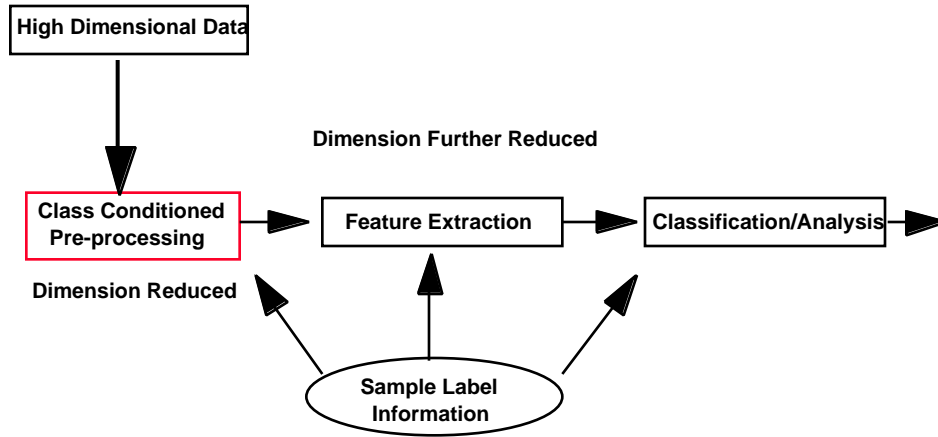 High Dimensional Data
Dimension Further Reduced
Class Conditioned
Pre-processing
Feature Extraction
Classification/Analysis
Dimension Reduced
Sample Label
Information